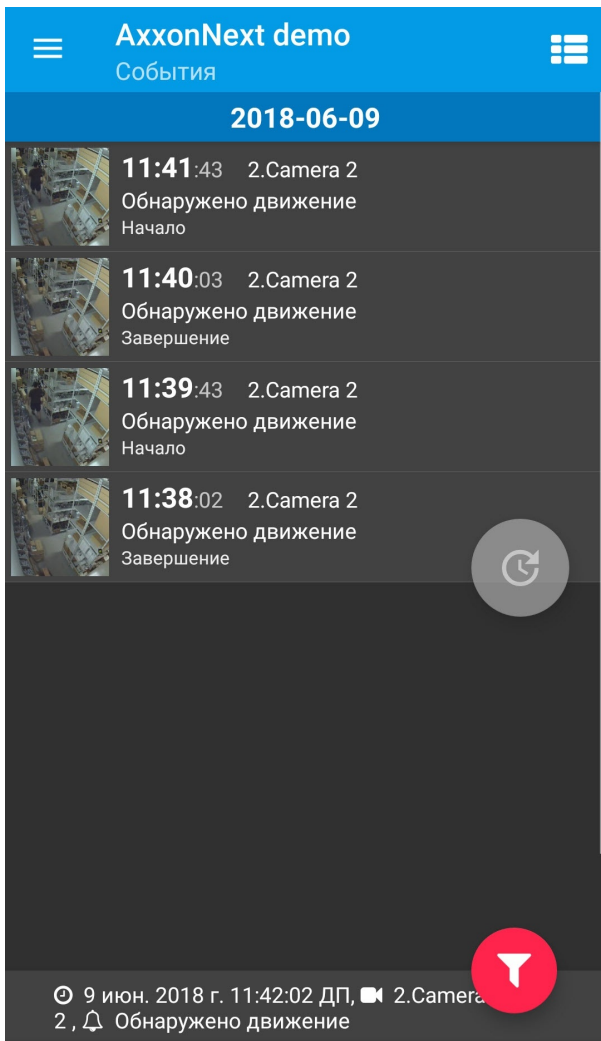 AxxonNext demo
События
2018-06-09
11:41:43 2.Camera 2
Обнаружено движение
Начало
11:40:03 2.Camera 2
Обнаружено движение
Завершение
11:39:43 2.Camera 2
Обнаружено движение
Начало
11:38:02 2.Camera 2
Обнаружено движение
Завершение
9 июн. 2018 г. 11:42:02 ДП, 2.Camera
2 , Обнаружено движение